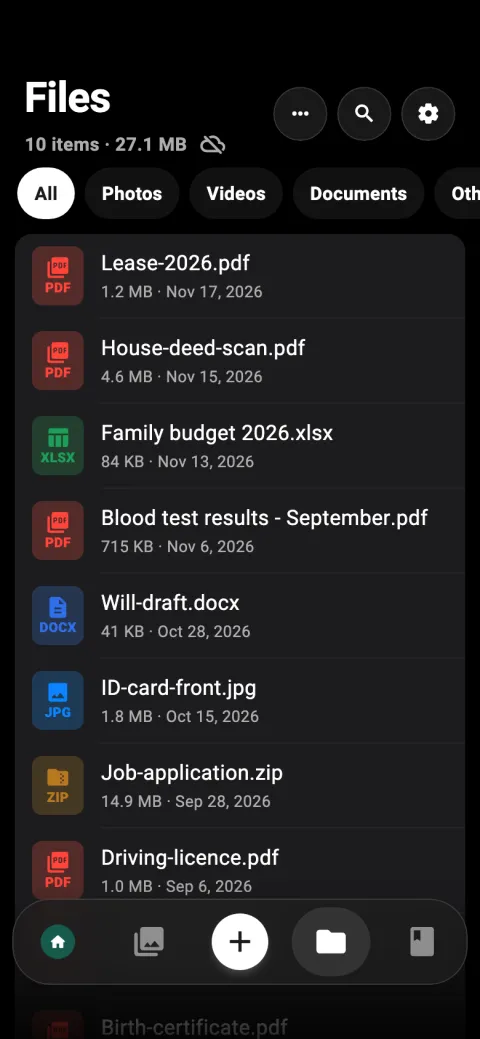 Files
10 items · 27.1 MB
All
Photos
Videos
Documents
Oth
PDF
PDF
Lease-2026.pdf
1.2 MB · Nov 17, 2026
PDF
PDF
House-deed-scan.pdf
4.6 MB · Nov 15, 2026
XLSX
Family budget 2026.xlsx
84 KB · Nov 13, 2026
PDF
PDF
Blood test results - September.pdf
715 KB · Nov 6, 2026
DOCX
Will-draft.docx
41 KB · Oct 28, 2026
JPG
ID-card-front.jpg
1.8 MB · Oct 15, 2026
ZIP
Job-application.zip
14.9 MB · Sep 28, 2026
PDF
PDF
Driving-licence.pdf
1.0 MB · Sep 6, 2026
Birth-certificate.pdf